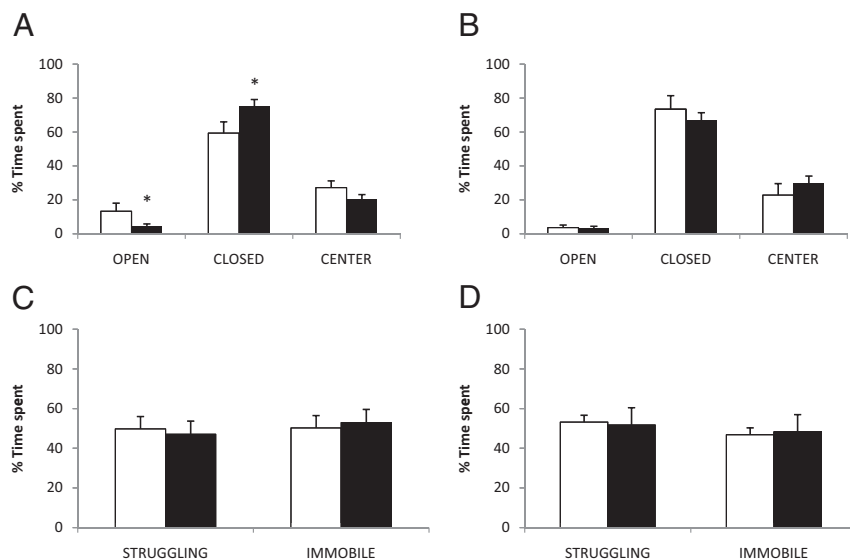 A
% Time spent
100
80
60
40
20
0
*
*
OPEN
CLOSED
CENTER
B
% Time spent
100
80
60
40
20
0
OPEN
CLOSED
CENTER
C
% Time spent
100
80
60
40
20
0
STRUGGLING
IMMOBILE
D
% Time spent
100
80
60
40
20
0
STRUGGLING
IMMOBILE